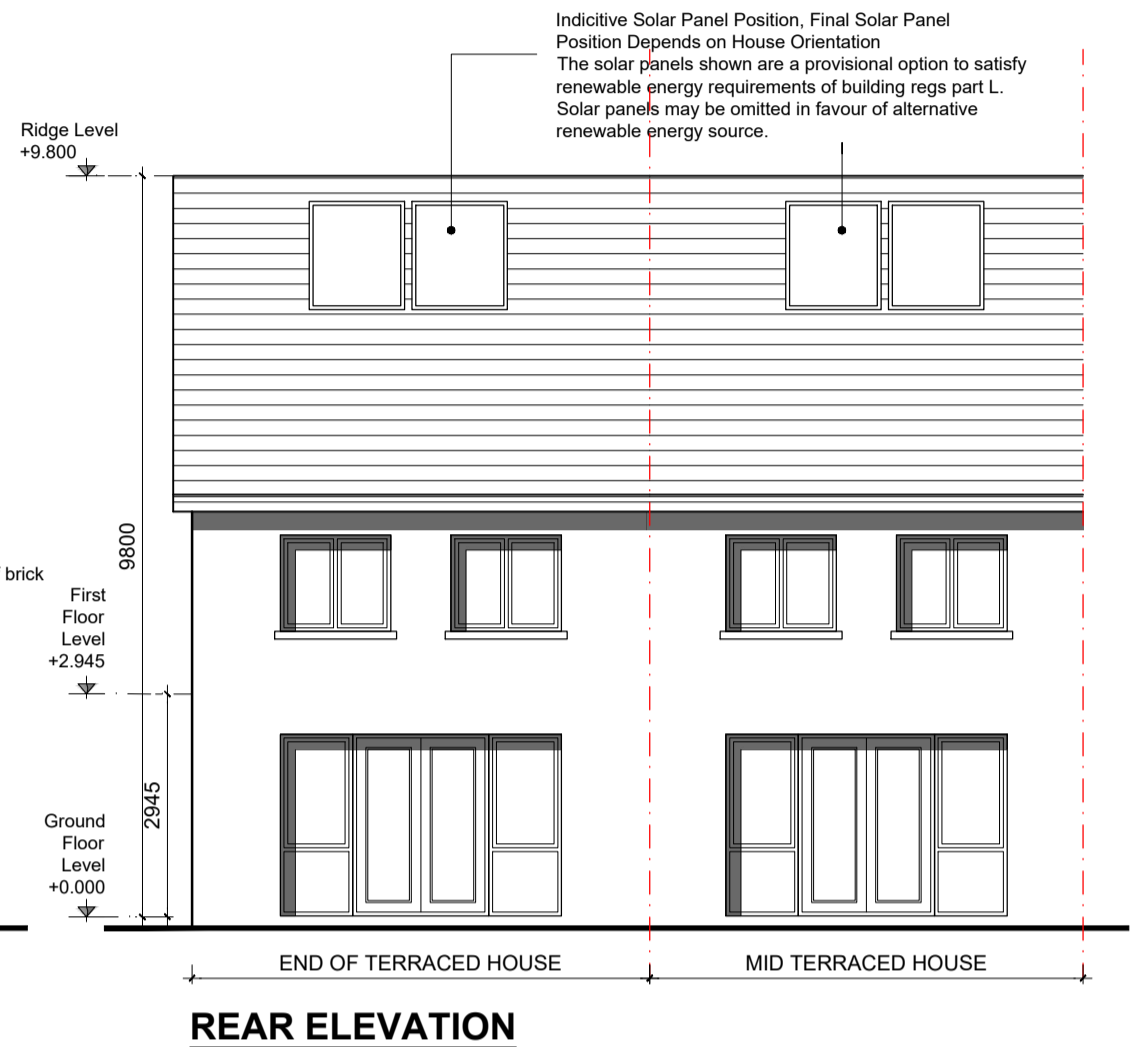 Indicitive Solar Panel Position, Final Solar Panel
Position Depends on House Orientation
The solar panels shown are a provisional option to satisfy
renewable energy requirements of building regs part L.
Solar panels may be omitted in favour of alternative
renewable energy source.
Ridge Level
+9.800
9800
brick
First
Floor
Level
+2.945
2945
Ground
Floor
Level
+0.000
END OF TERRACED HOUSE
MID TERRACED HOUSE
REAR ELEVATION